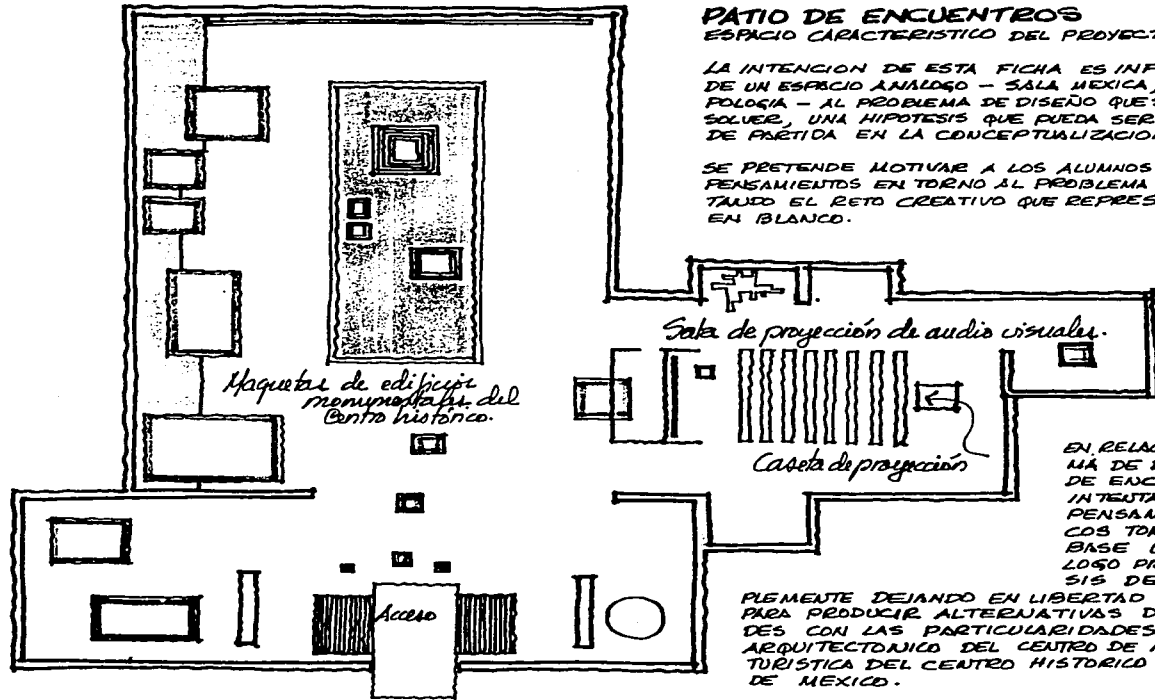 PATIO DE ENCUENTROS
ESPACIO CARACTERISTICO DEL PROYECT
LA INTENCION DE ESTA FICHA ES INF
DE UN ESPACIO ANALOGO - SALA MEXICA,
POLOGIA - AL PROBLEMA DE DISEÑO QUE
SOLVER, UNA HIPOTESIS QUE PUEDA SER
DE PARTIDA EN LA CONCEPTUALIZACIO
SE PRETENDE MOTIVAR A LOS ALUMNOS
PENSAMIENTOS EN TORNO AL PROBLEMA
TANDO EL RETO CREATIVO QUE REPRES
EN BLANCO.
Sala de proyección de audio visuales.
Maquetas de edificios
monumentales del
Centro histórico.
Caseta de proyección
Acceso
EN RELAC
MA DE
DE ENC
INTENTA
PENSAM
COS TOM
BASE
LOGO PR
SIS DE
PLEMENTE DEJANDO EN LIBERTAD
PARA PRODUCIR ALTERNATIVAS D
DES CON LAS PARTICULARIDADES
ARQUITECTONICO DEL CENTRO DE A
TURISTICA DEL CENTRO HISTORICO
DE MEXICO.